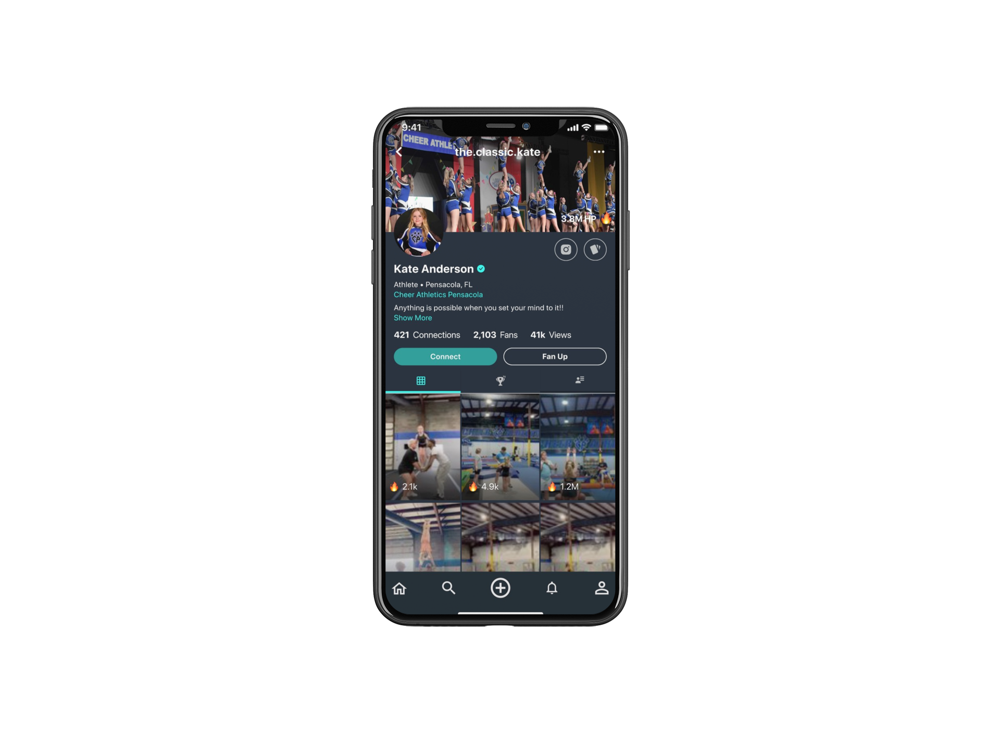 9:41
CHEER ATHLE
the.classic.kate
3.8M HP
CP
Kate Anderson
Athlete • Pensacola, FL
Cheer Athletics Pensacola
Anything is possible when you set your mind to it!!
Show More
421 Connections 2,103 Fans 41k Views
Connect Fan Up
2.1k 4.9k 1.2M